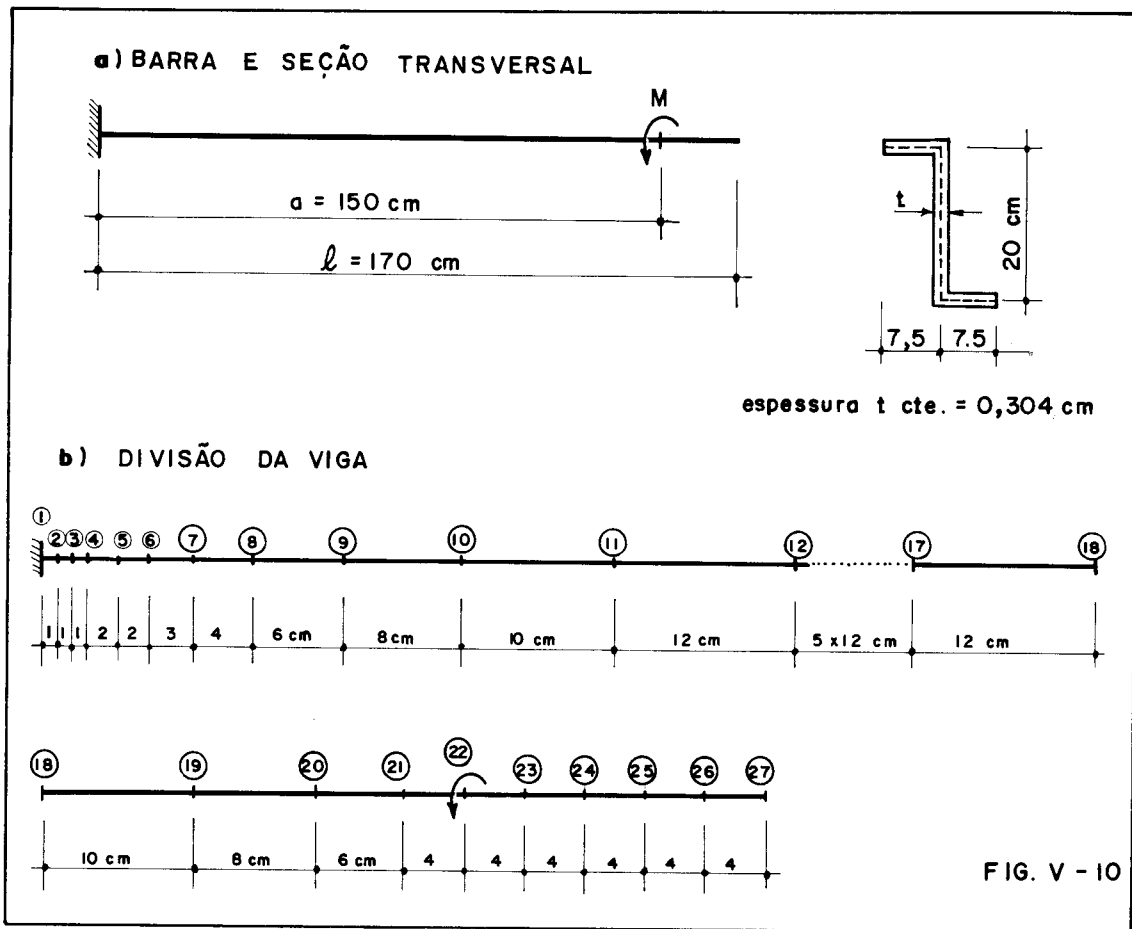 a) BARRA E SEÇÃO TRANSVERSAL
M
a = 150 cm
ℓ = 170 cm
t
20 cm
7,5 7.5
espessura t cte. = 0,304 cm
b) DIVISÃO DA VIGA
1 2 3 4 5 6 7 8 9 10 11 12 17 18
1 1 1 2 2 3 4 6 cm 8 cm 10 cm 12 cm 5 x 12 cm 12 cm
18 19 20 21 22 23 24 25 26 27
10 cm 8 cm 6 cm 4 4 4 4 4 4
FIG. V - 10